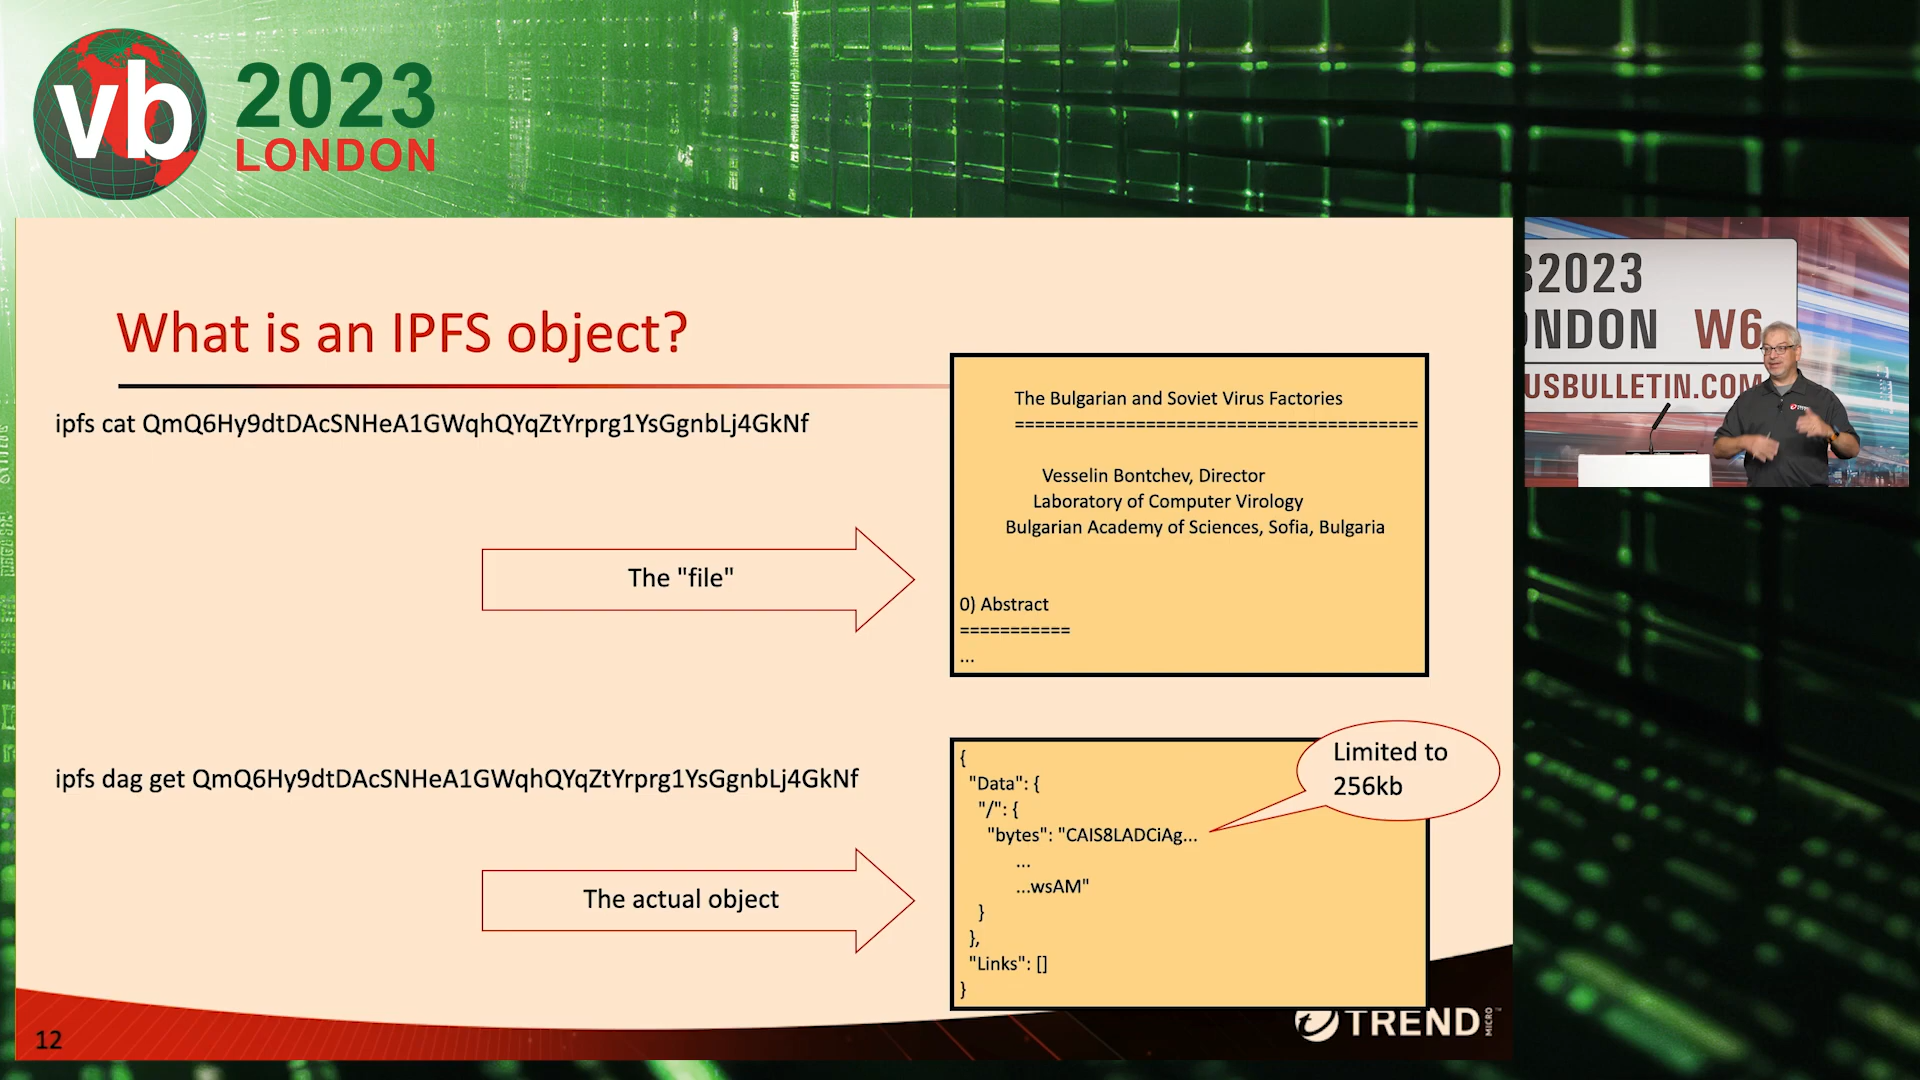 vb 2023
LONDON
What is an IPFS object?
ipfs cat QmQ6Hy9dtDAcSNHeA1GWqhQYqZtYrprg1YsGgnbLj4GkNf
The "file"
The Bulgarian and Soviet Virus Factories
========================================
Vesselin Bontchev, Director
Laboratory of Computer Virology
Bulgarian Academy of Sciences, Sofia, Bulgaria
0) Abstract
===========
...
ipfs dag get QmQ6Hy9dtDAcSNHeA1GWqhQYqZtYrprg1YsGgnbLj4GkNf
The actual object
{
"Data": {
"/": {
"bytes": "CAIS8LADCiAg...
...
...wsAM"
}
},
"Links": []
}
Limited to
256kb
12
TREND
MICRO
2023
ONDON W6
USBULLETIN.COM